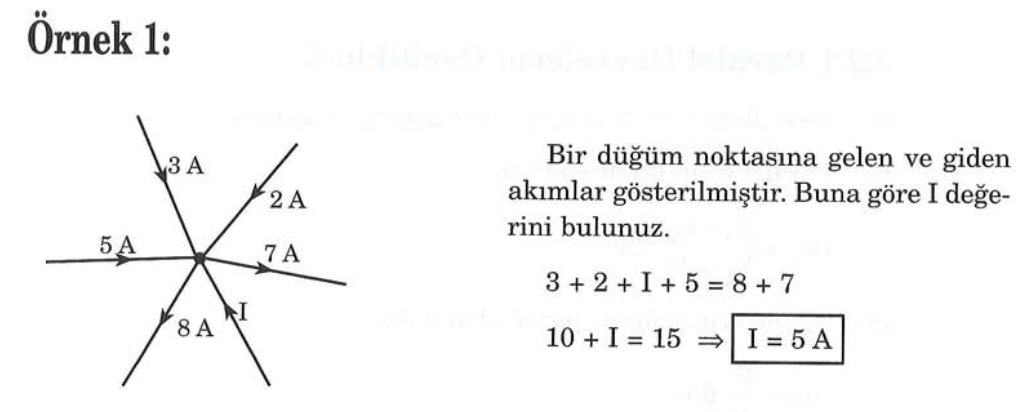 Örnek 1:
3 A
2 A
5 A
7 A
8 A
I
Bir düğüm noktasına gelen ve giden
akımlar gösterilmiştir. Buna göre I değe-
rini bulunuz.
3 + 2 + I + 5 = 8 + 7
10 + I = 15 ⇒ I = 5 A